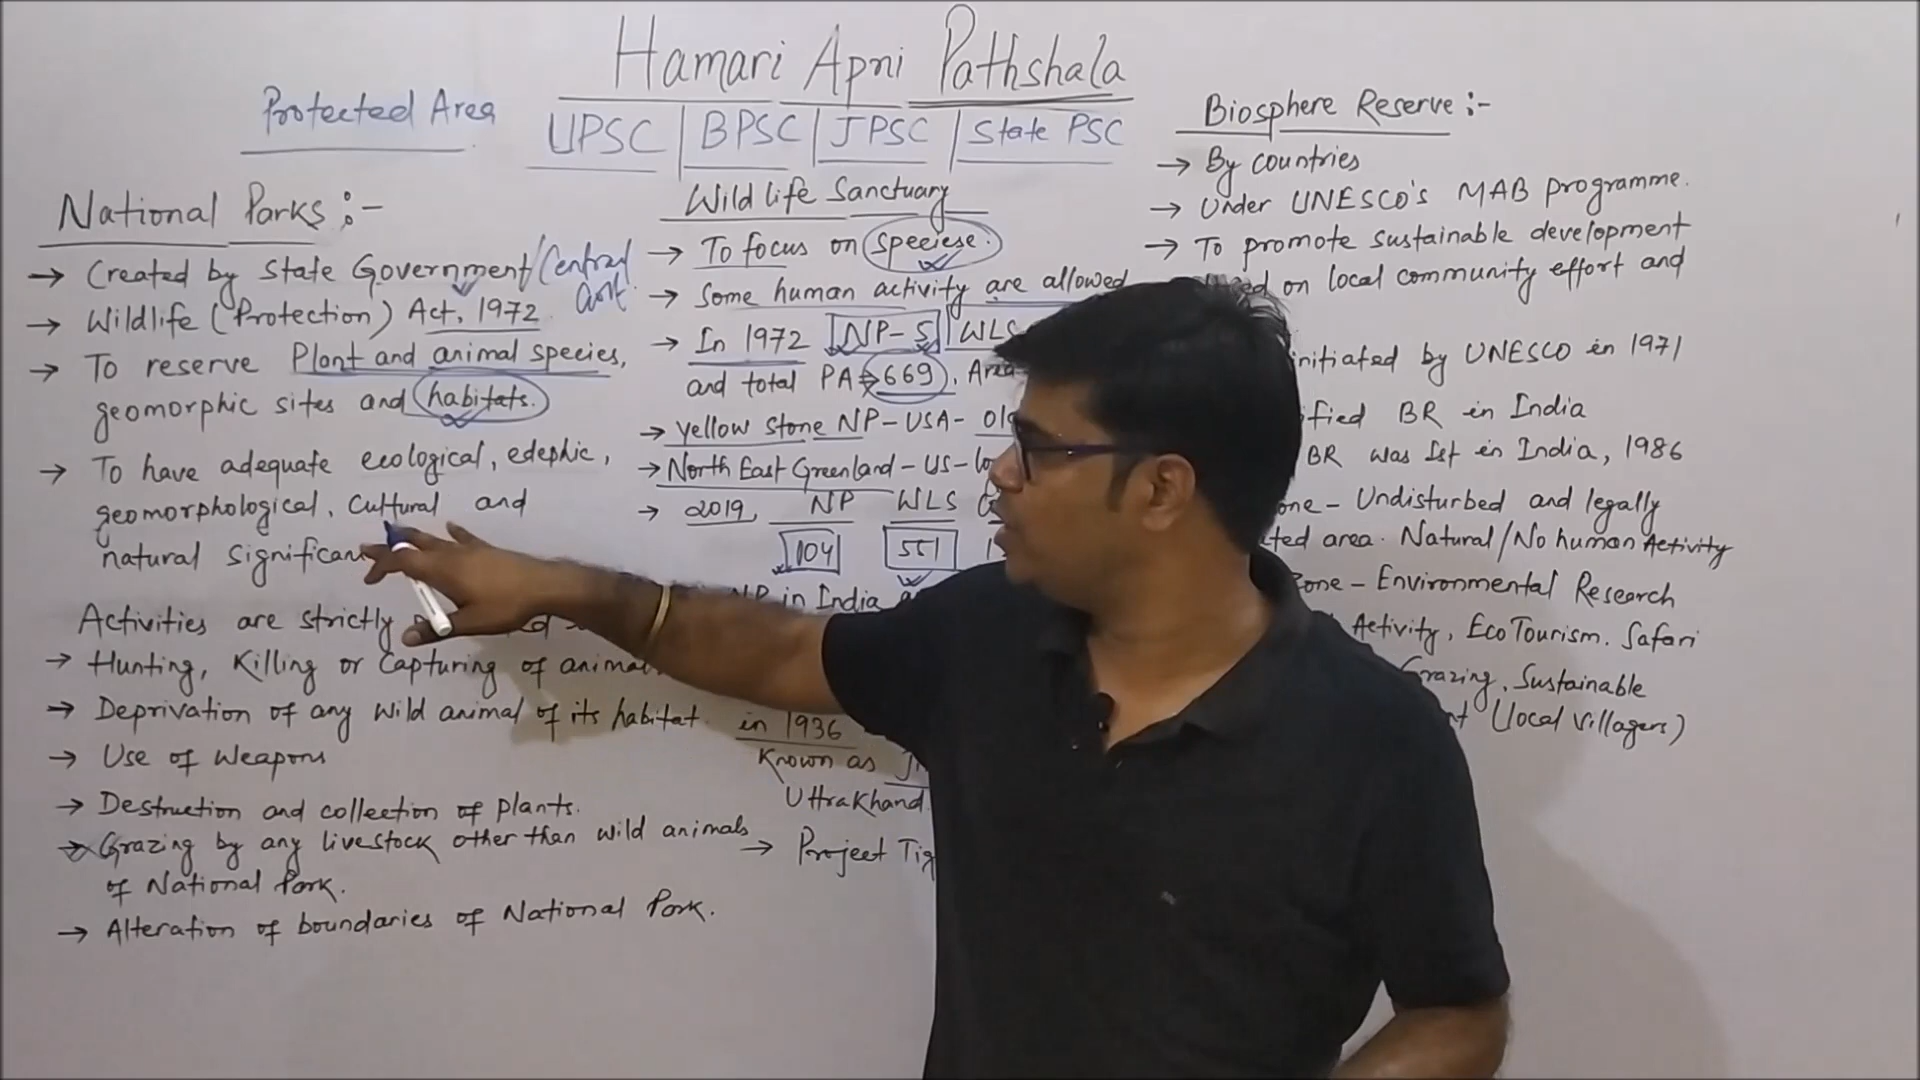 Hamari Apni Pathshala
Protected Area
UPSC | BPSC | JPSC | State PSC
National Parks :-
→ Created by State Government/Central Govt.
→ Wildlife (Protection) Act, 1972
→ To reserve Plant and animal species,
geomorphic sites and habitats.
→ To have adequate ecological, edephic,
geomorphological, Cultural and
natural significan
Activities are strictly
→ Hunting, Killing or Capturing of animal
→ Deprivation of any wild animal of its habitat.
→ Use of Weapons
→ Destruction and collection of plants.
→ Grazing by any livestock other than wild animals
of National Park.
→ Alteration of boundaries of National Park.
Wild life Sanctuary
→ To focus on speciese.
→ Some human activity are allowed
→ In 1972 NP-5 WLS
and total PA → 669. Area
→ yellow stone NP-USA-
→ North East Greenland-US-
→ 2019, NP WLS
104 551
NP in India
in 1936
Known as
Uttrakhand.
→ Project
Biosphere Reserve :-
→ By countries
→ Under UNESCO's MAB programme.
→ To promote sustainable development
on local community effort and
initiated by UNESCO in 1971
BR in India
BR was Ist in India, 1986
- Undisturbed and legally
area. Natural/No human Activity
Zone - Environmental Research
Activity, Eco Tourism. Safari
Grazing, Sustainable
(local villagers)